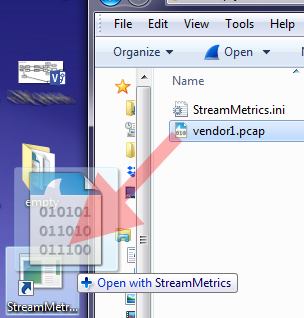 File Edit View Tools Help
Organize Open
Name
StreamMetrics.ini
vendor1.pcap
empty
010101
011010
011100
Open with StreamMetrics
StreamMetr...